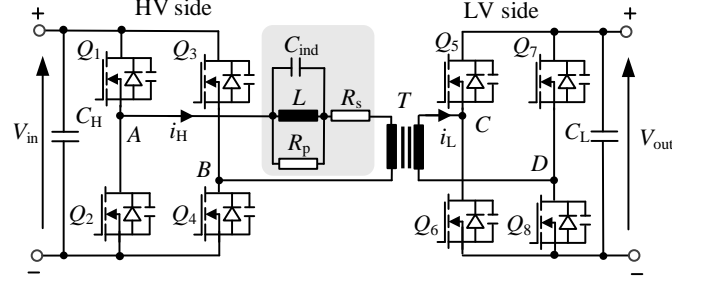 HV side
LV side
+
+
Q1
Q3
Cind
Q5
Q7
CH
L
Rs
T
Vin
A
iH
iL
C
CL
Vout
Rp
B
D
Q2
Q4
Q6
Q8
−
−